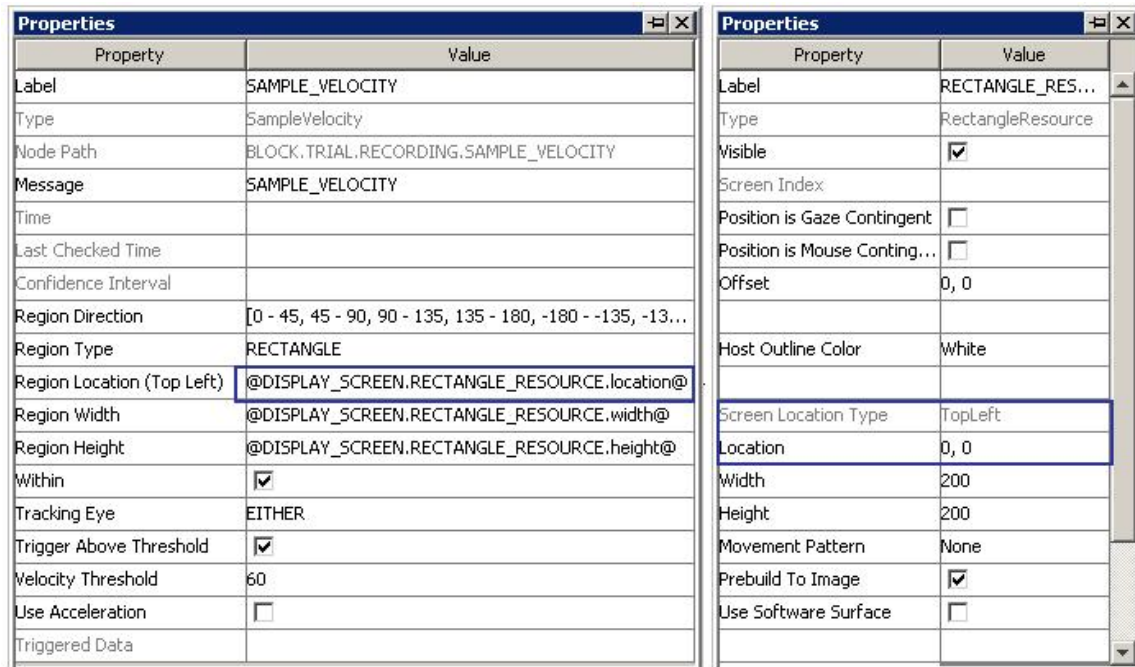 Properties
Property Value
Label SAMPLE_VELOCITY
Type SampleVelocity
Node Path BLOCK.TRIAL.RECORDING.SAMPLE_VELOCITY
Message SAMPLE_VELOCITY
Time
Last Checked Time
Confidence Interval
Region Direction [0 - 45, 45 - 90, 90 - 135, 135 - 180, -180 - -135, -13...
Region Type RECTANGLE
Region Location (Top Left) @DISPLAY_SCREEN.RECTANGLE_RESOURCE.location@
Region Width @DISPLAY_SCREEN.RECTANGLE_RESOURCE.width@
Region Height @DISPLAY_SCREEN.RECTANGLE_RESOURCE.height@
Within
Tracking Eye EITHER
Trigger Above Threshold
Velocity Threshold 60
Use Acceleration
Triggered Data
Properties
Property Value
Label RECTANGLE_RES...
Type RectangleResource
Visible
Screen Index
Position is Gaze Contingent
Position is Mouse Conting...
Offset 0, 0
Host Outline Color White
Screen Location Type TopLeft
Location 0, 0
Width 200
Height 200
Movement Pattern None
Prebuild To Image
Use Software Surface